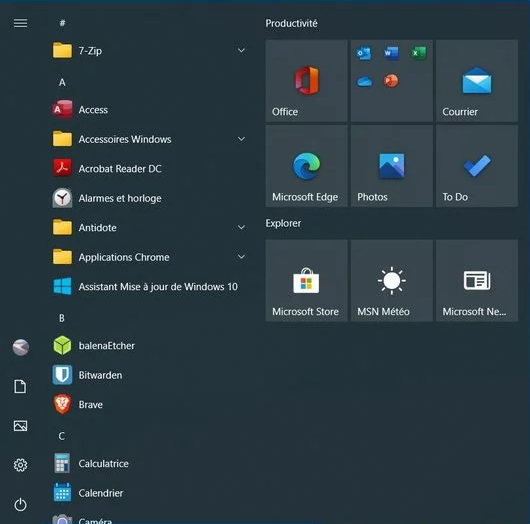 #
7-Zip
A
Access
Accessoires Windows
Acrobat Reader DC
Alarmes et horloge
Antidote
Applications Chrome
Assistant Mise à jour de Windows 10
B
balenaEtcher
Bitwarden
Brave
C
Calculatrice
Calendrier
Caméra
Productivité
Office
Courrier
Microsoft Edge
Photos
To Do
Explorer
Microsoft Store
MSN Météo
Microsoft Ne...